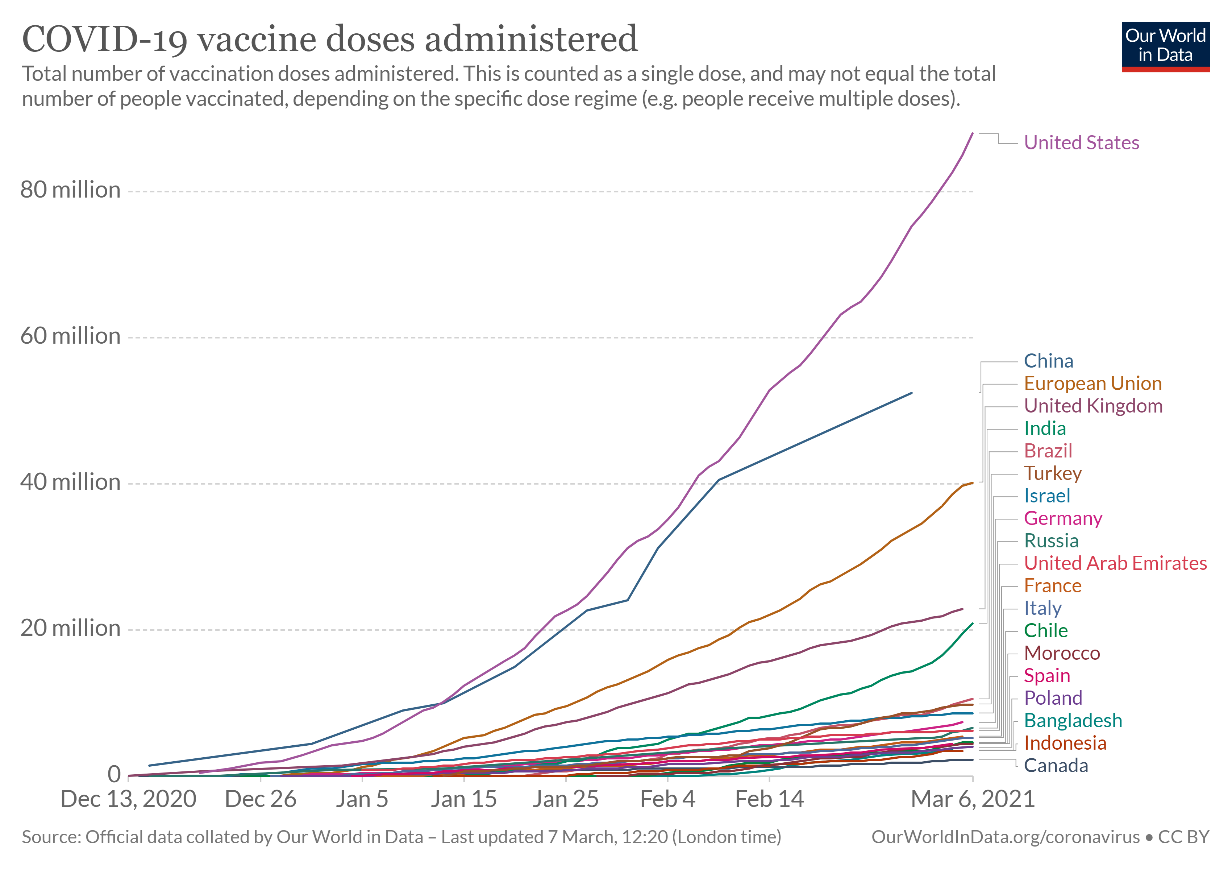 COVID-19 vaccine doses administered
Our World
in Data
Total number of vaccination doses administered. This is counted as a single dose, and may not equal the total
number of people vaccinated, depending on the specific dose regime (e.g. people receive multiple doses).
United States
80 million
60 million
China
European Union
United Kingdom
India
Brazil
Turkey
40 million
Israel
Germany
Russia
United Arab Emirates
France
Italy
20 million
Chile
Morocco
Spain
Poland
Bangladesh
Indonesia
Canada
0
Dec 13, 2020 Dec 26 Jan 5 Jan 15 Jan 25 Feb 4 Feb 14 Mar 6, 2021
Source: Official data collated by Our World in Data – Last updated 7 March, 12:20 (London time)
OurWorldInData.org/coronavirus • CC BY